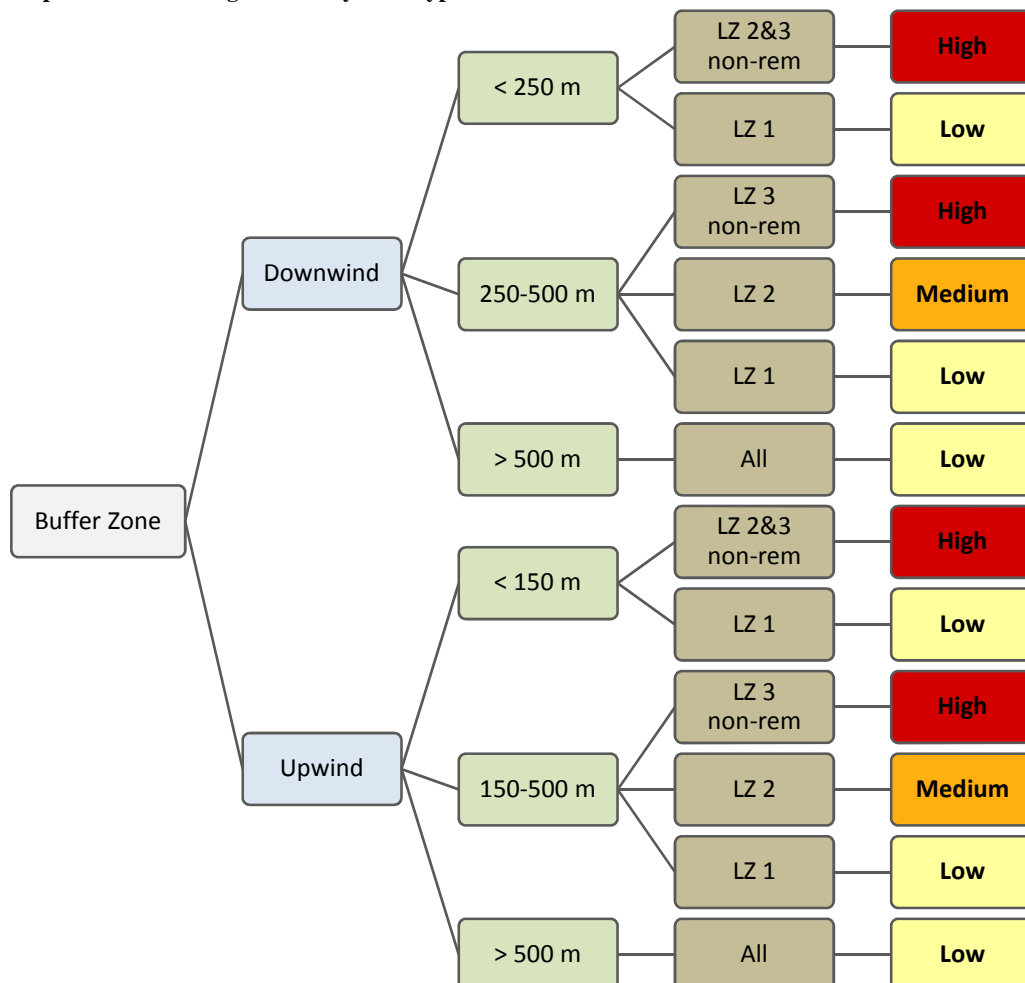 LZ 2&3
non-rem
High
< 250 m
LZ 1
Low
LZ 3
non-rem
High
Downwind
250-500 m
LZ 2
Medium
LZ 1
Low
> 500 m
All
Low
Buffer Zone
LZ 2&3
non-rem
High
< 150 m
LZ 1
Low
LZ 3
non-rem
High
Upwind
150-500 m
LZ 2
Medium
LZ 1
Low
> 500 m
All
Low